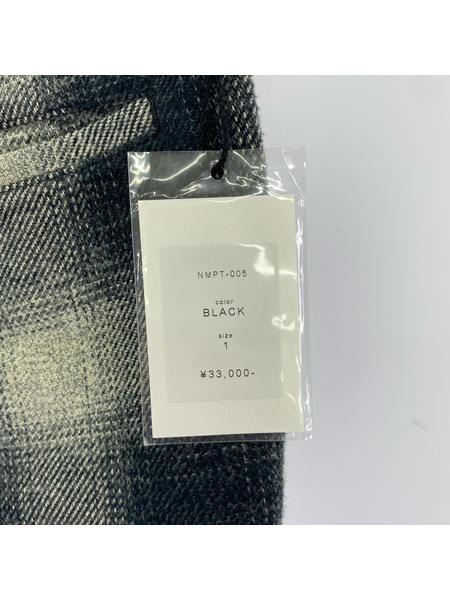 NMPT-005
color
BLACK
size
1
¥33,000-